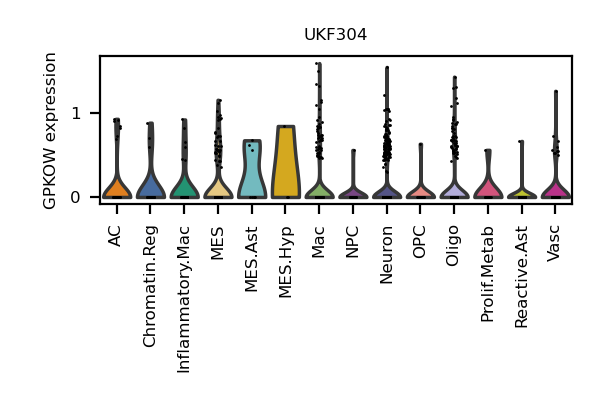 UKF304
GPKOW expression
1
0
AC
Chromatin.Reg
Inflammatory.Mac
MES
MES.Ast
MES.Hyp
Mac
NPC
Neuron
OPC
Oligo
Prolif.Metab
Reactive.Ast
Vasc